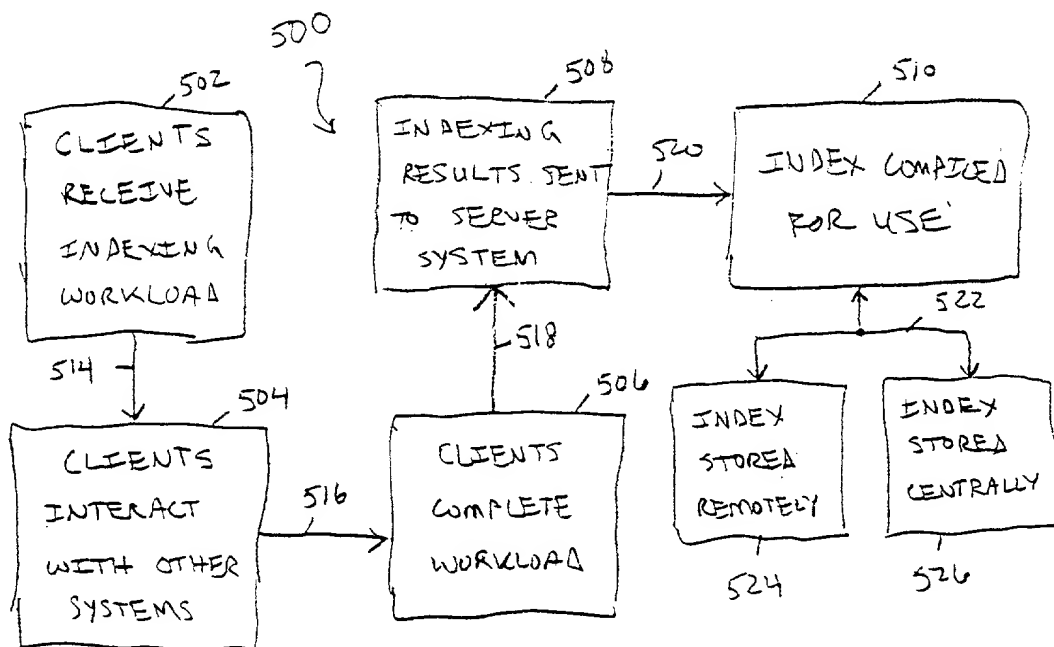 500
502
CLIENTS
RECEIVE
INDEXING
WORKLOAD
514
504
CLIENTS
INTERACT
WITH OTHER
SYSTEMS
516
506
CLIENTS
COMPLETE
WORKLOAD
518
508
INDEXING
RESULTS SENT
TO SERVER
SYSTEM
520
510
INDEX COMPILED
FOR USE
522
INDEX
STORED
REMOTELY
524
INDEX
STORED
CENTRALLY
526